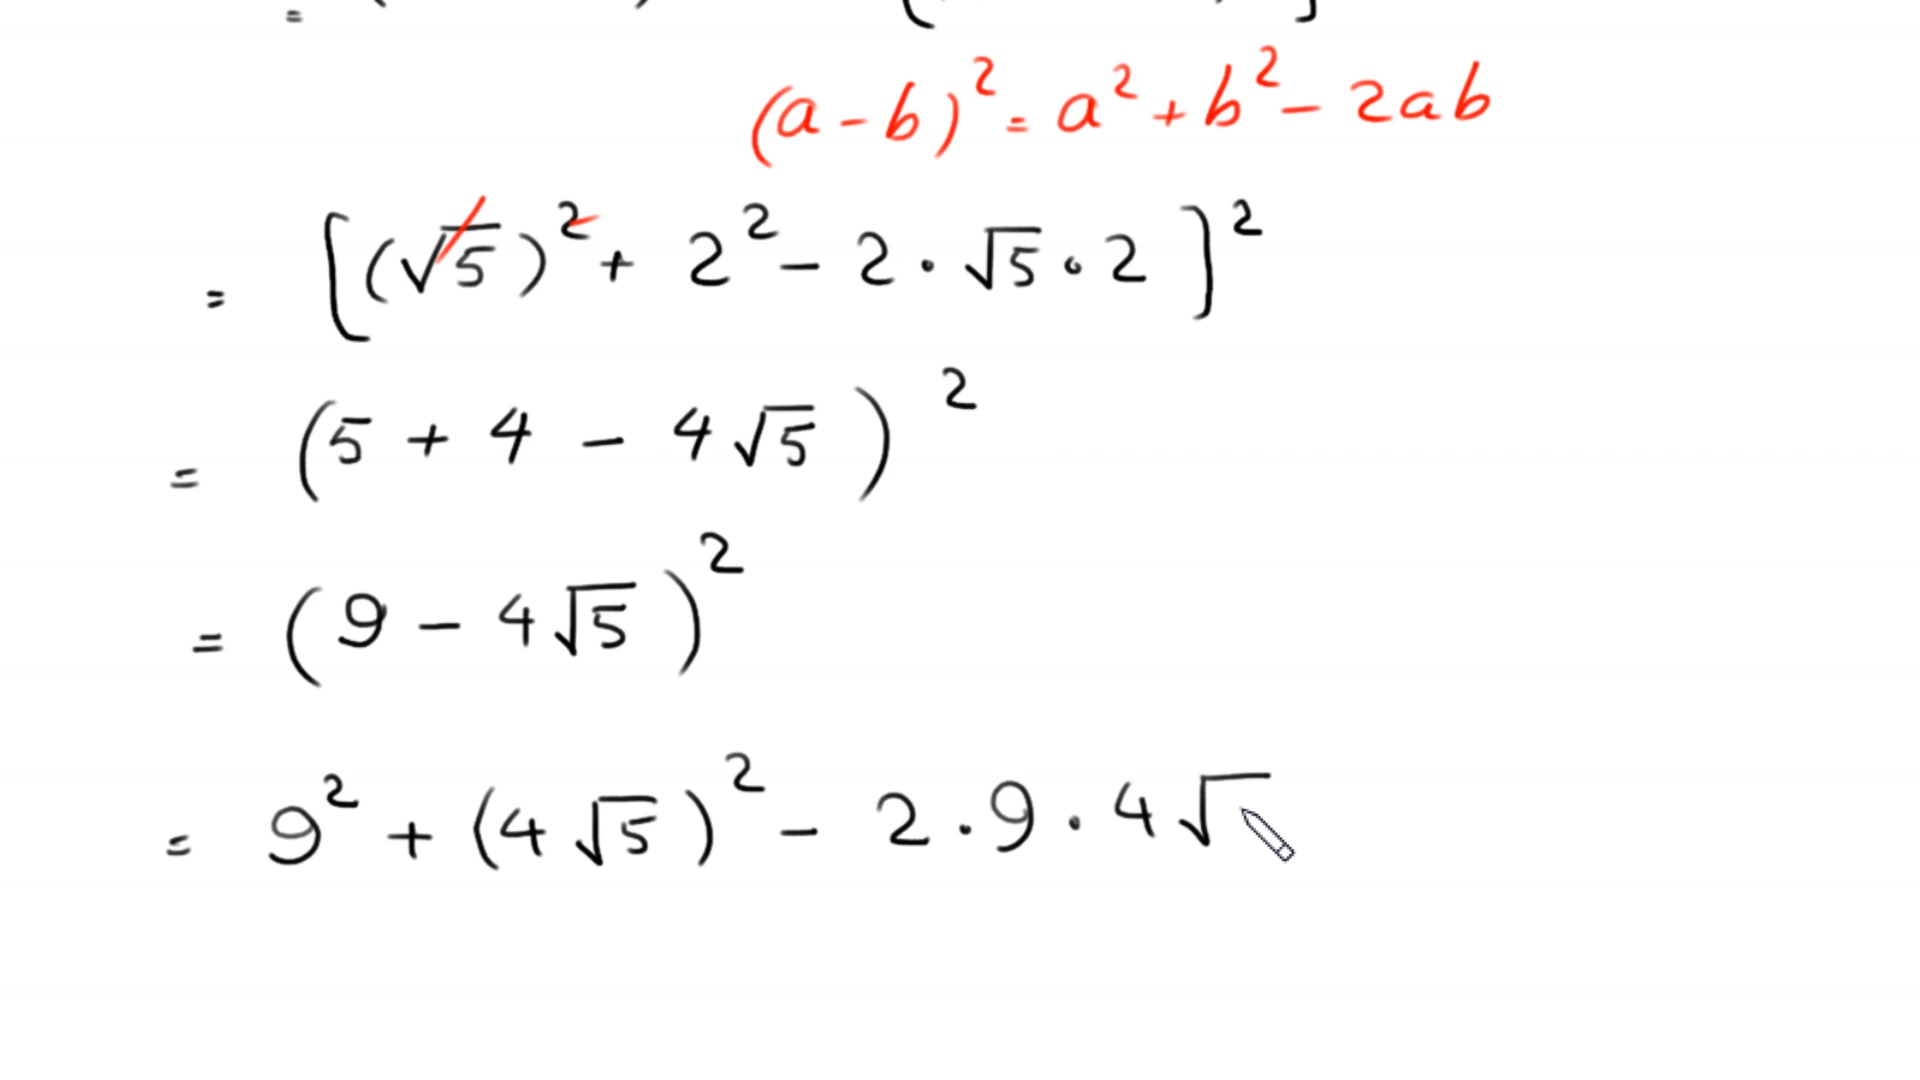 =
(a - b)² = a² + b² - 2ab
= [(√5)² + 2² - 2 · √5 · 2]²
= (5 + 4 - 4√5)²
= (9 - 4√5)²
= 9² + (4√5)² - 2 · 9 · 4√